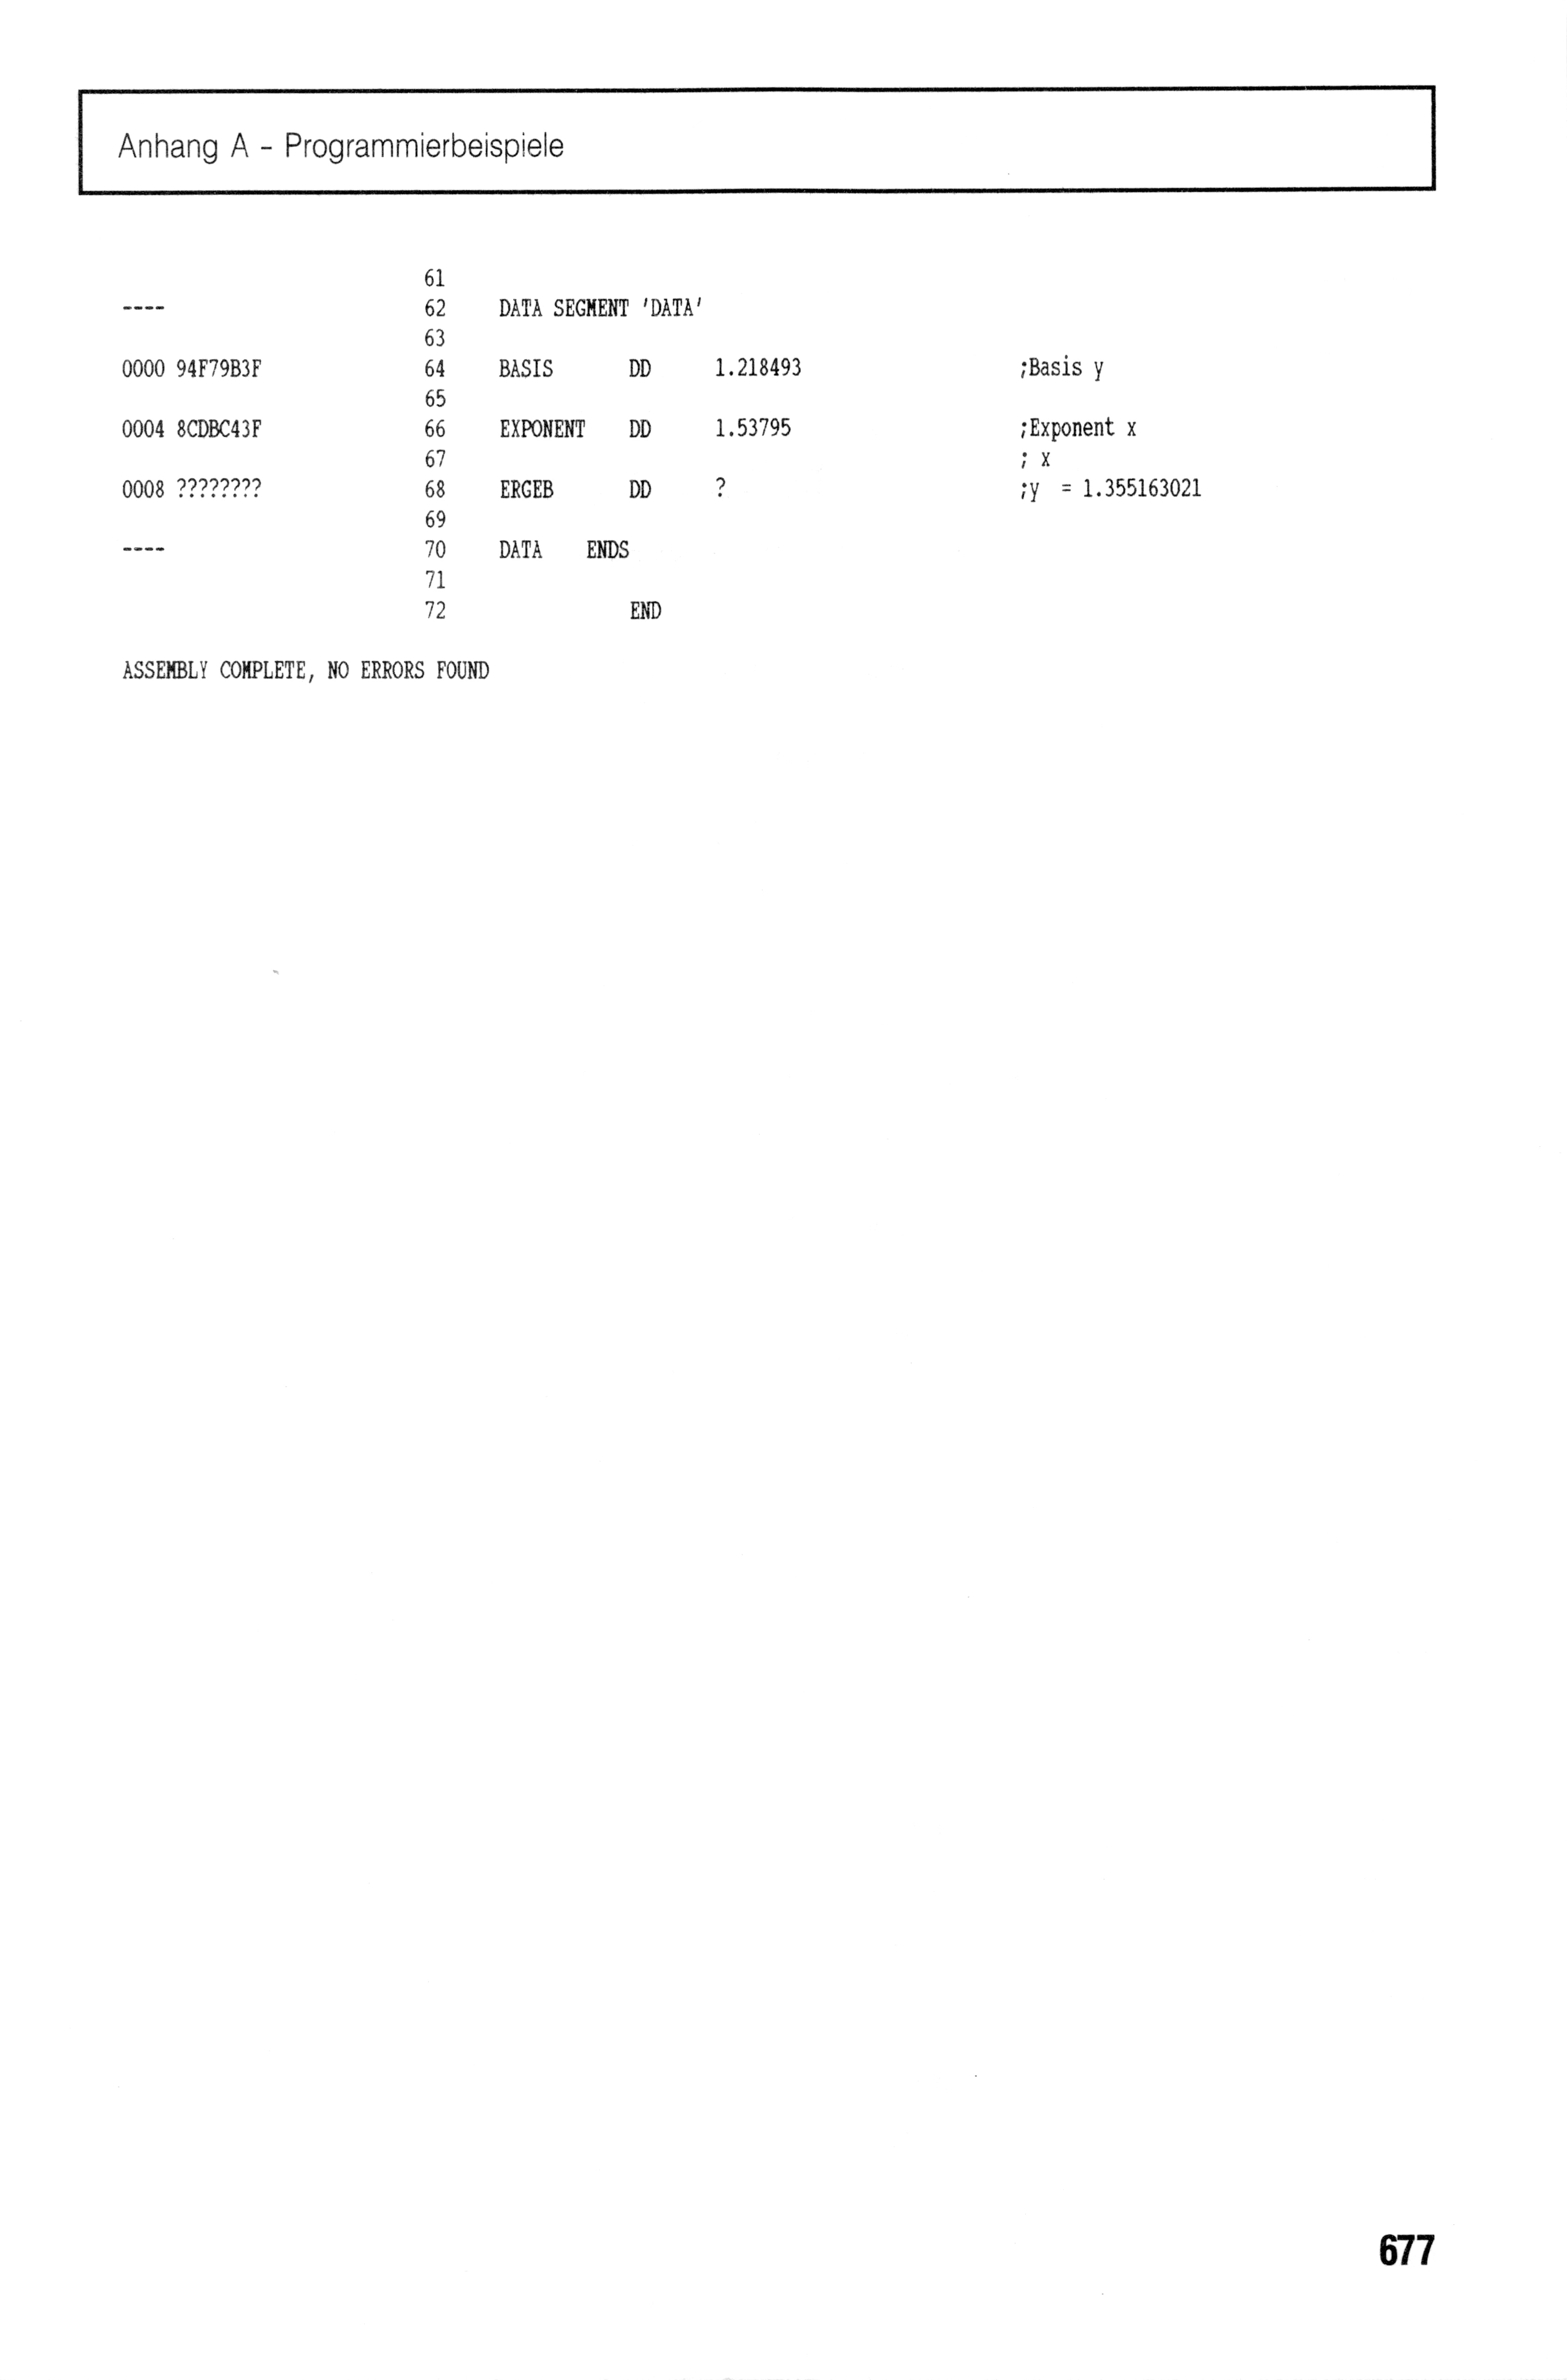 Anhang A - Programmierbeispiele
61
---- 62 DATA SEGMENT 'DATA'
63
0000 94F79B3F 64 BASIS DD 1.218493 ;Basis y
65
0004 8CDBC43F 66 EXPONENT DD 1.53795 ;Exponent x
67 ; x
0008 ???????? 68 ERGEB DD ? ;y = 1.355163021
69
---- 70 DATA ENDS
71
72 END
ASSEMBLY COMPLETE, NO ERRORS FOUND
677